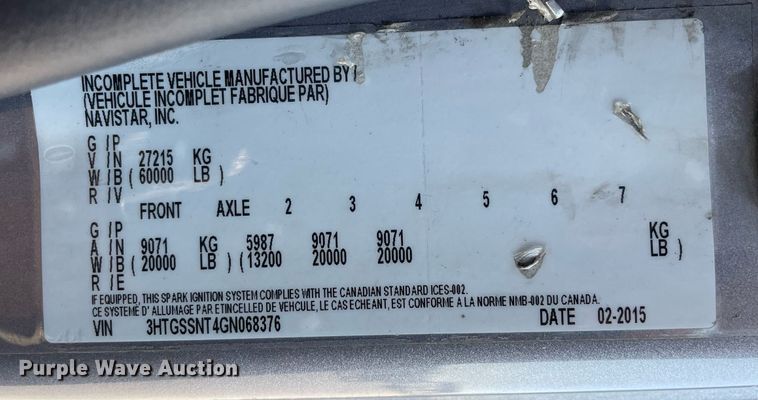 INCOMPLETE VEHICLE MANUFACTURED BY/
(VEHICULE INCOMPLET FABRIQUE PAR)
NAVISTAR, INC.
G /P
V /N 27215 KG
W /B ( 60000 LB )
R /V
FRONT AXLE 2 3 4 5 6 7
G /P
A /N 9071 KG 5987 9071 9071 KG
W /B ( 20000 LB ) ( 13200 20000 20000 LB )
R /E
IF EQUIPPED, THIS SPARK IGNITION SYSTEM COMPLIES WITH THE CANADIAN STANDARD ICES-002.
CE SYSTEME D' ALLUMAGE PAR ETINCELLED DE VEHCULE, LE CAS ECHEANT, EST CONFORME A LA NORME NMB-002 DU CANADA.
VIN 3HTGSSNT4GN068376 DATE 02-2015
Purple Wave Auction